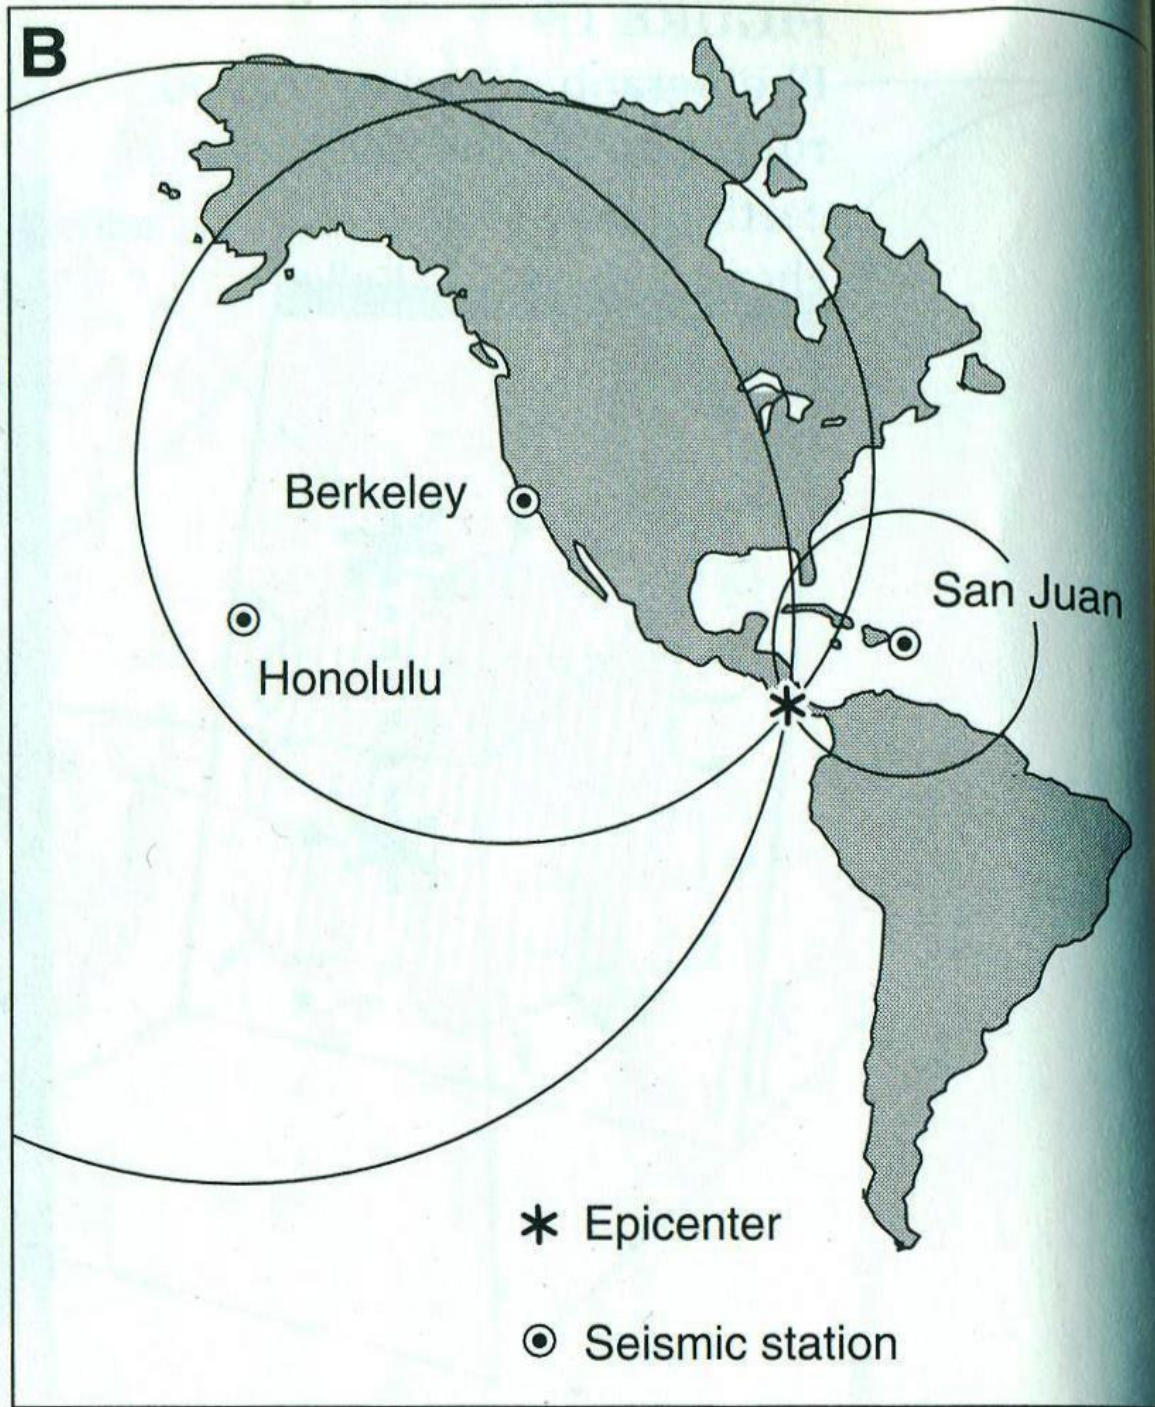 B
Berkeley
San Juan
Honolulu
Epicenter
Seismic station